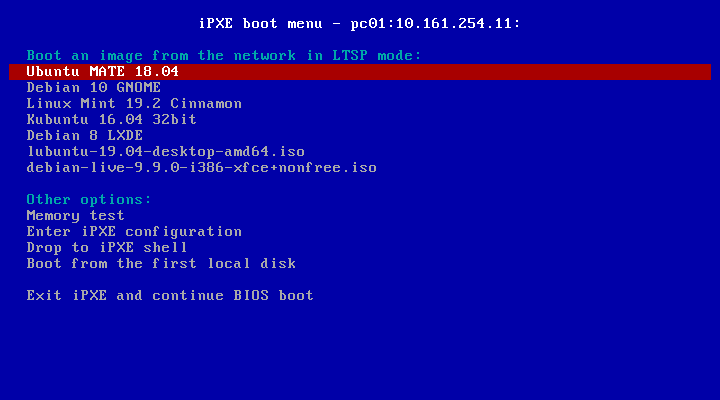 iPXE boot menu - pc01:10.161.254.11:
Boot an image from the network in LTSP mode:
Ubuntu MATE 18.04
Debian 10 GNOME
Linux Mint 19.2 Cinnamon
Kubuntu 16.04 32bit
Debian 8 LXDE
lubuntu-19.04-desktop-amd64.iso
debian-live-9.9.0-i386-xfce+nonfree.iso
Other options:
Memory test
Enter iPXE configuration
Drop to iPXE shell
Boot from the first local disk
Exit iPXE and continue BIOS boot